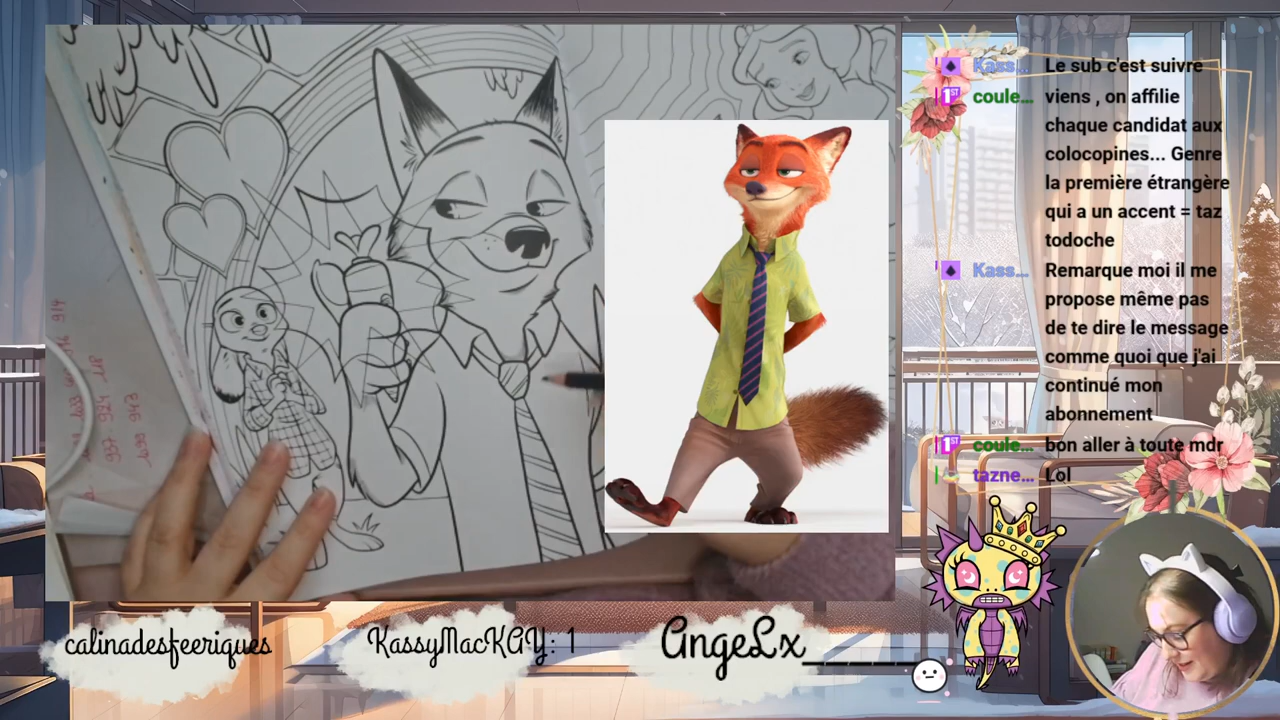 Kass... Le sub c'est suivre
1ST coule... viens , on affilie
chaque candidat aux
colocopines... Genre
la première étrangère
qui a un accent = taz
todoche
Kass... Remarque moi il me
propose même pas
de te dire le message
comme quoi que j'ai
continué mon
abonnement
1ST coule... bon aller à toute mdr
tazne... Lol
calinadesfeeriques
KassyMacKAY: 1
AngeLx